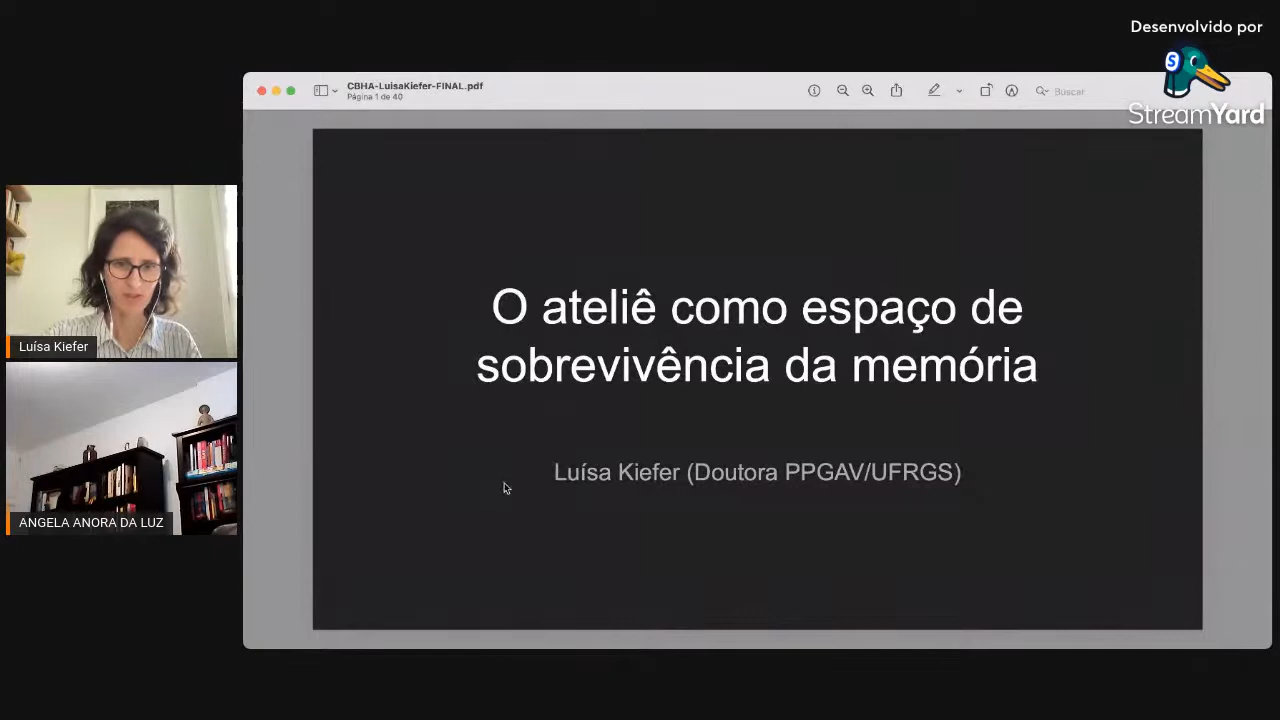 Desenvolvido por
StreamYard
CBHA-LuisaKiefer-FINAL.pdf
Página 1 de 40
Buscar
O ateliê como espaço de
sobrevivência da memória
Luísa Kiefer (Doutora PPGAV/UFRGS)
Luísa Kiefer
ANGELA ANORA DA LUZ